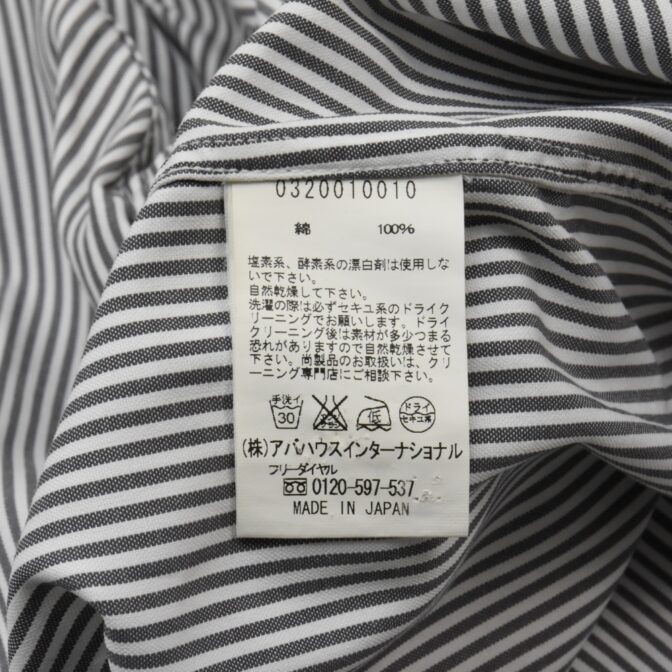 0320010010
綿 100%
塩素系、酵素系の漂白剤は使用しな
いで下さい。
自然乾燥して下さい。
洗濯の際は必ずセキユ系のドライク
リーニングでお願いします。ドライ
クリーニング後は素材が多少つまる
恐れがありますので自然乾燥させて
下さい。尚製品のお取扱いは、クリ
ーニング専門店にご相談下さい。
手洗イ 30 低 ドライ セキユ系
(株)アバハウスインターナショナル
フリーダイヤル
0120-597-537
MADE IN JAPAN